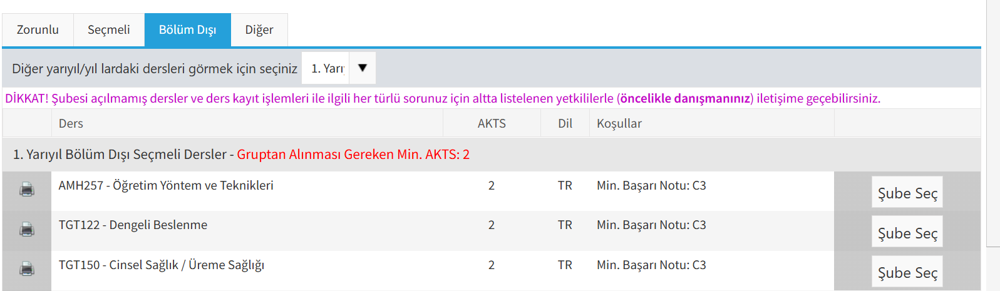 Zorunlu Seçmeli Bölüm Dışı Diğer
Diğer yarıyıl/yıl lardaki dersleri görmek için seçiniz 1. Yarıy
DİKKAT! Şubesi açılmamış dersler ve ders kayıt işlemleri ile ilgili her türlü sorunuz için altta listelenen yetkililerle (öncelikle danışmanınız) iletişime geçebilirsiniz.
Ders AKTS Dil Koşullar
1. Yarıyıl Bölüm Dışı Seçmeli Dersler - Gruptan Alınması Gereken Min. AKTS: 2
AMH257 - Öğretim Yöntem ve Teknikleri 2 TR Min. Başarı Notu: C3 Şube Seç
TGT122 - Dengeli Beslenme 2 TR Min. Başarı Notu: C3 Şube Seç
TGT150 - Cinsel Sağlık / Üreme Sağlığı 2 TR Min. Başarı Notu: C3 Şube Seç